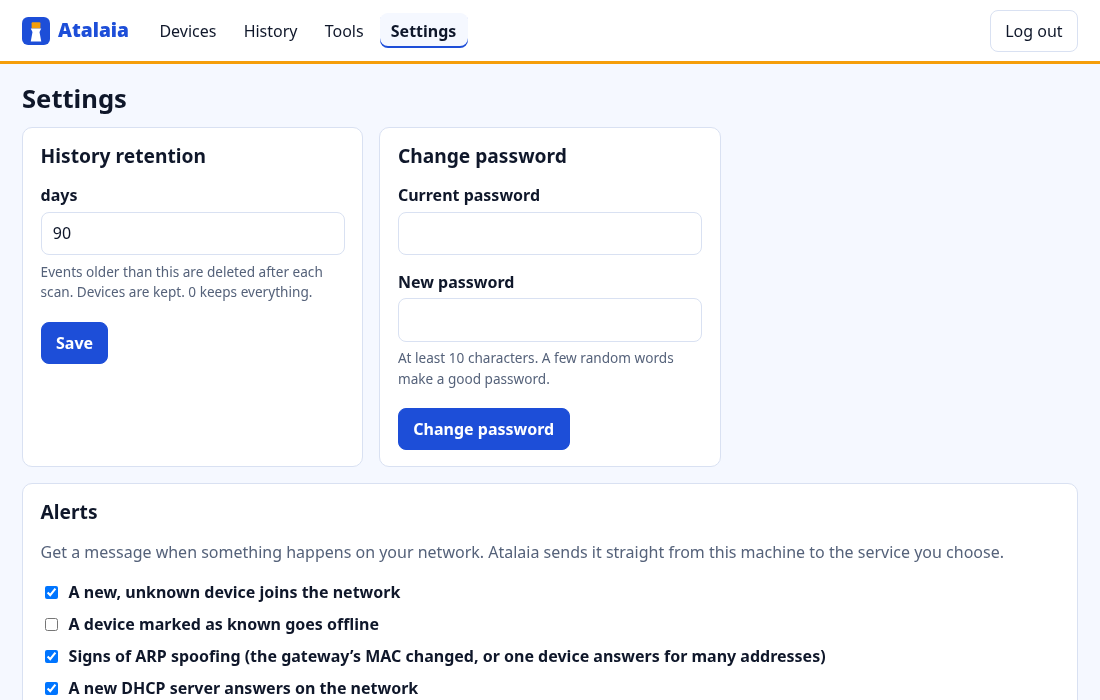 Atalaia
Devices
History
Tools
Settings
Log out
Settings
History retention
days
90
Events older than this are deleted after each
scan. Devices are kept. 0 keeps everything.
Save
Change password
Current password
New password
At least 10 characters. A few random words
make a good password.
Change password
Alerts
Get a message when something happens on your network. Atalaia sends it straight from this machine to the service you choose.
A new, unknown device joins the network
A device marked as known goes offline
Signs of ARP spoofing (the gateway’s MAC changed, or one device answers for many addresses)
A new DHCP server answers on the network